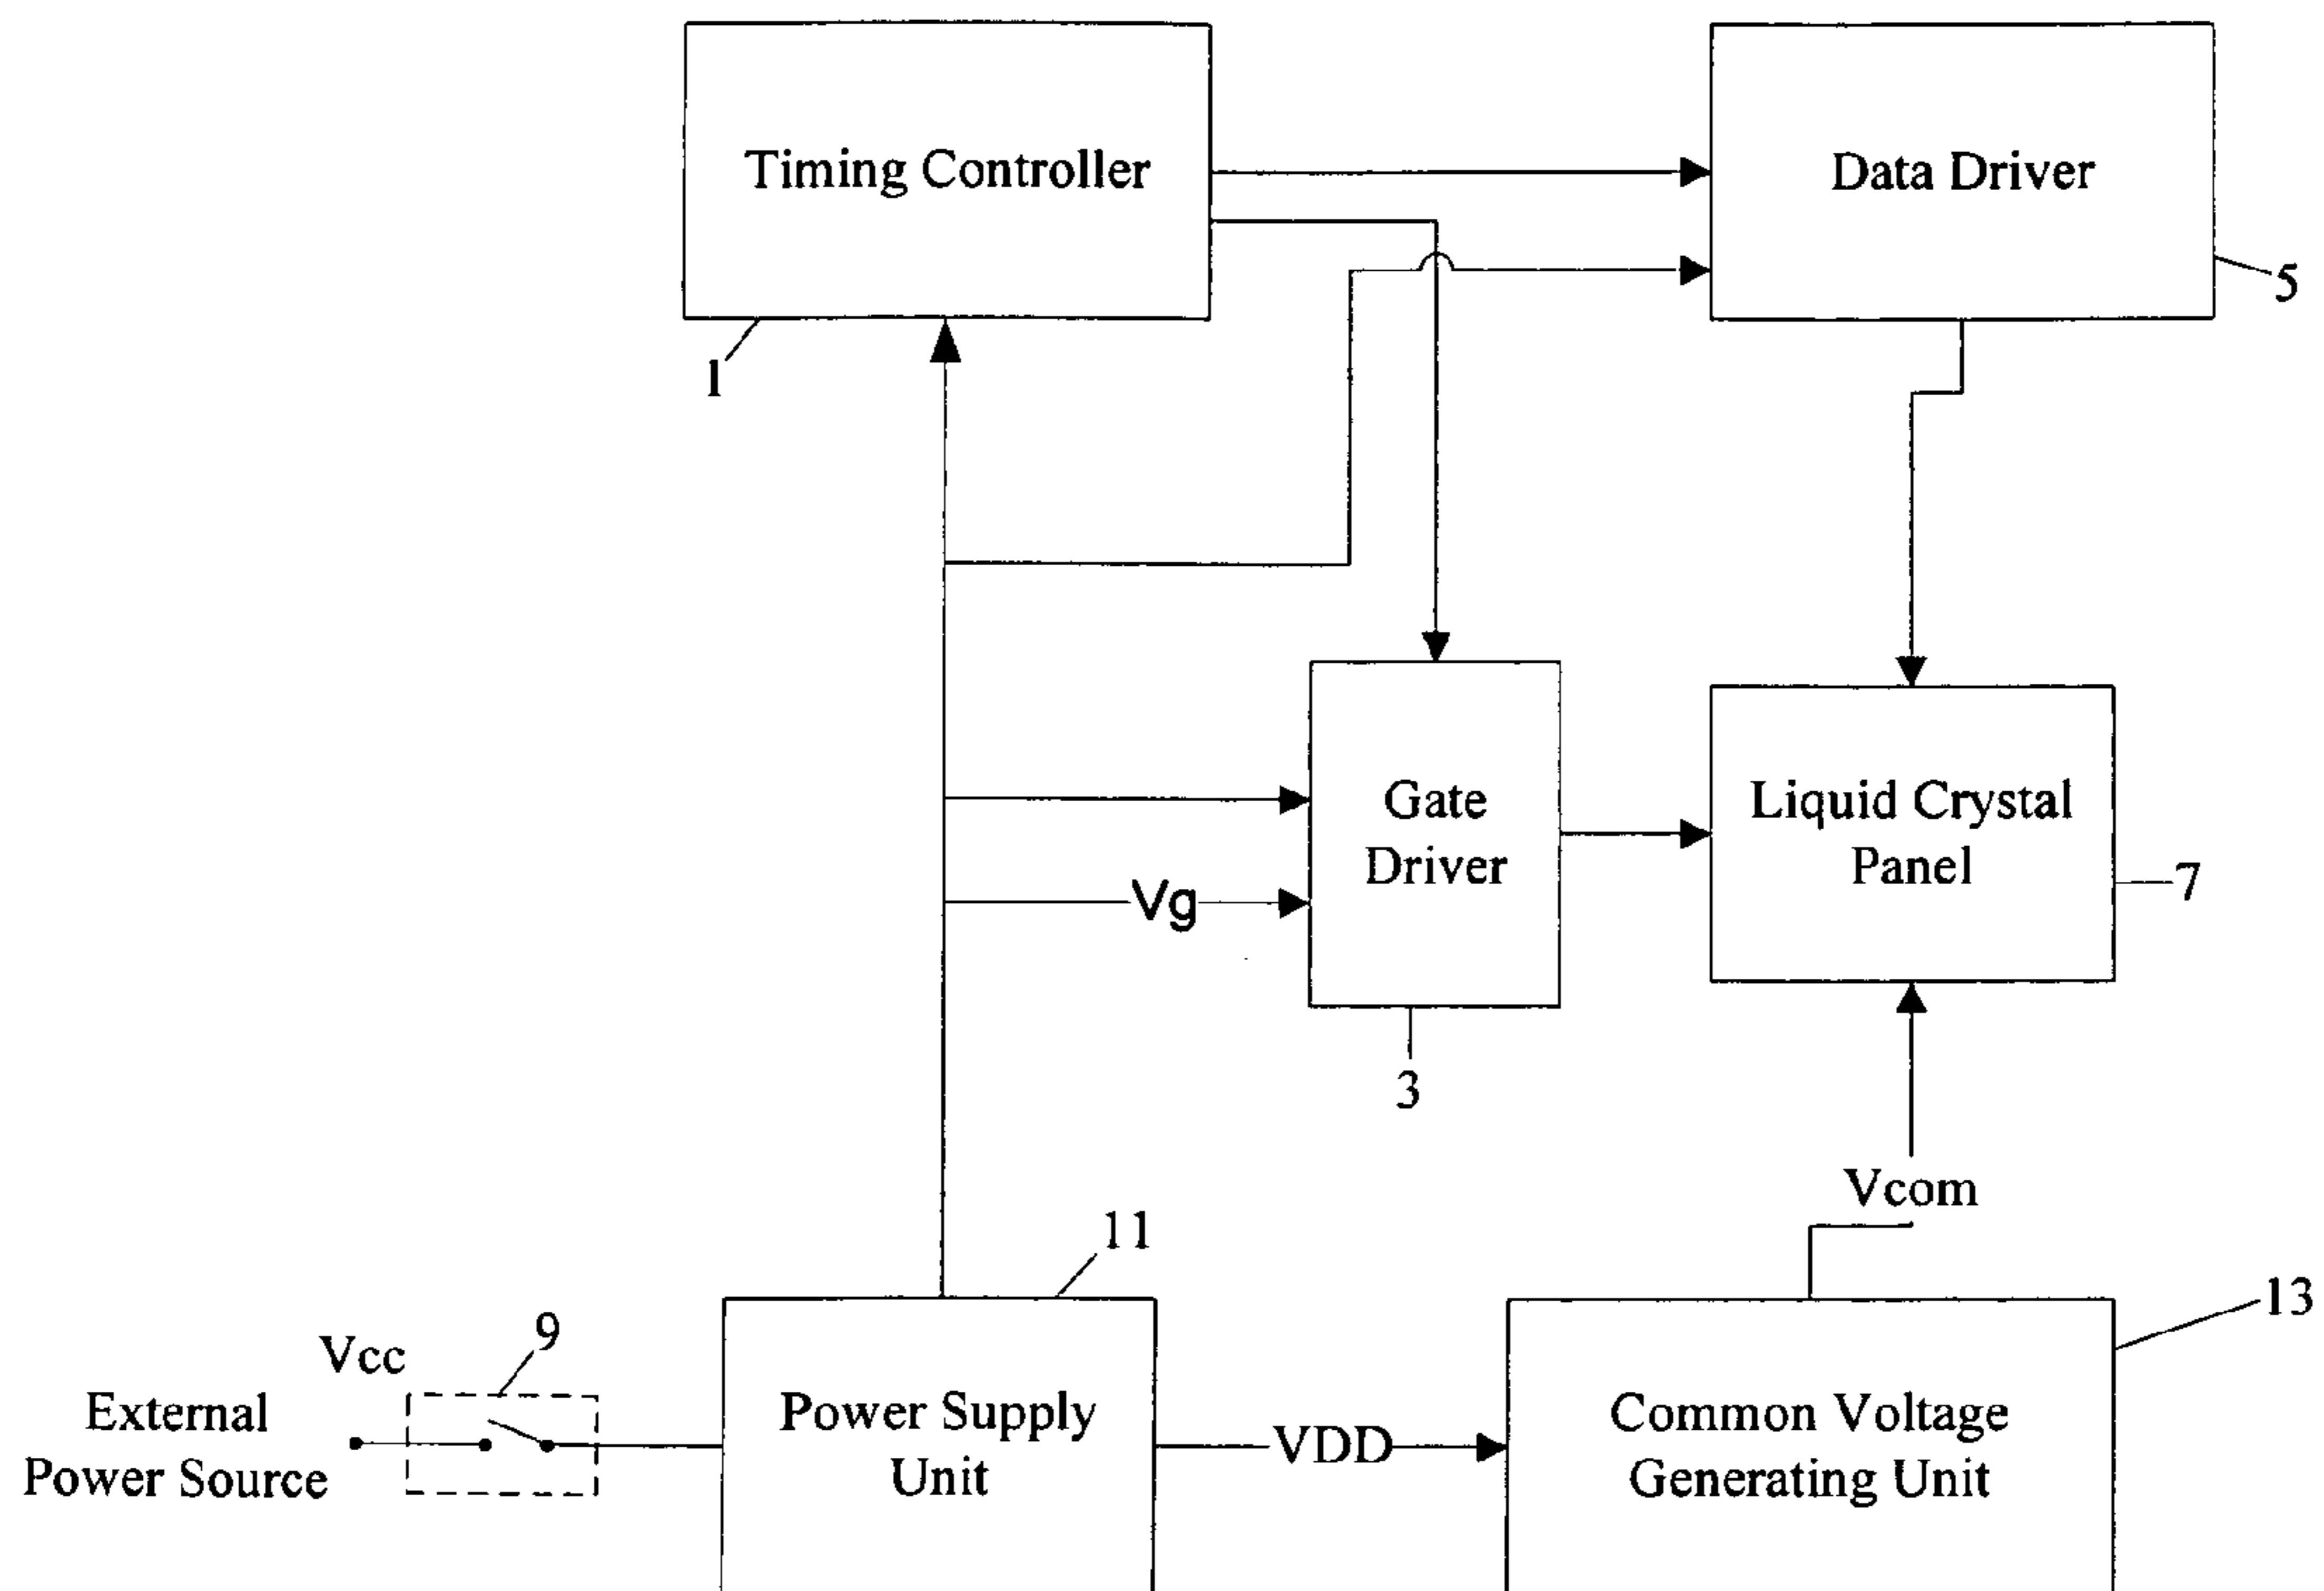 Timing Controller
1
Data Driver
5
Gate
Driver
3
Vg
Liquid Crystal
Panel
7
Vcom
11
13
9
Vcc
External
Power Source
Power Supply
Unit
VDD
Common Voltage
Generating Unit